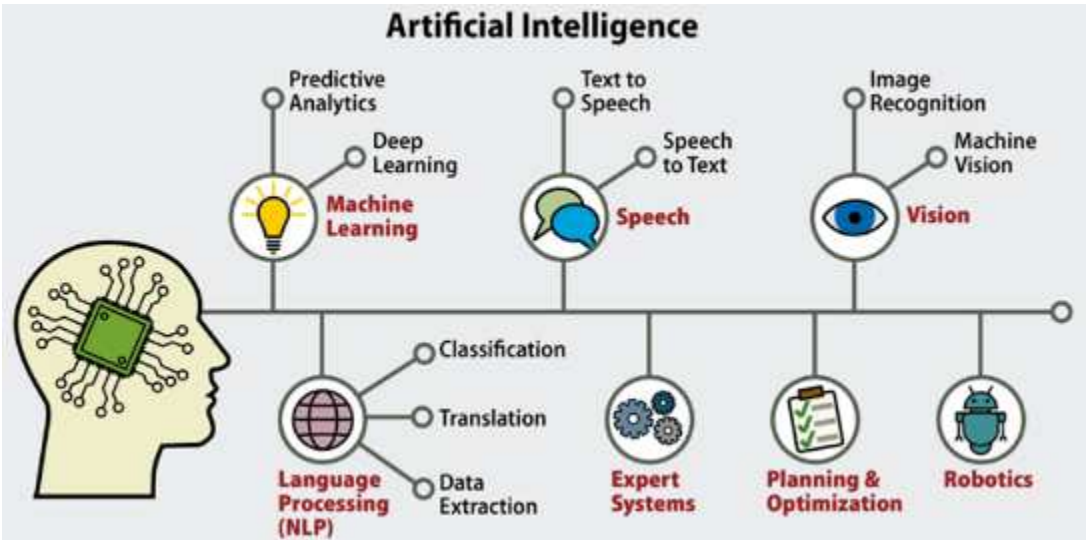 Artificial Intelligence
Predictive
Analytics
Deep
Learning
Machine
Learning
Text to
Speech
Speech
to Text
Speech
Image
Recognition
Machine
Vision
Vision
Classification
Translation
Data
Extraction
Language
Processing
(NLP)
Expert
Systems
Planning &
Optimization
Robotics